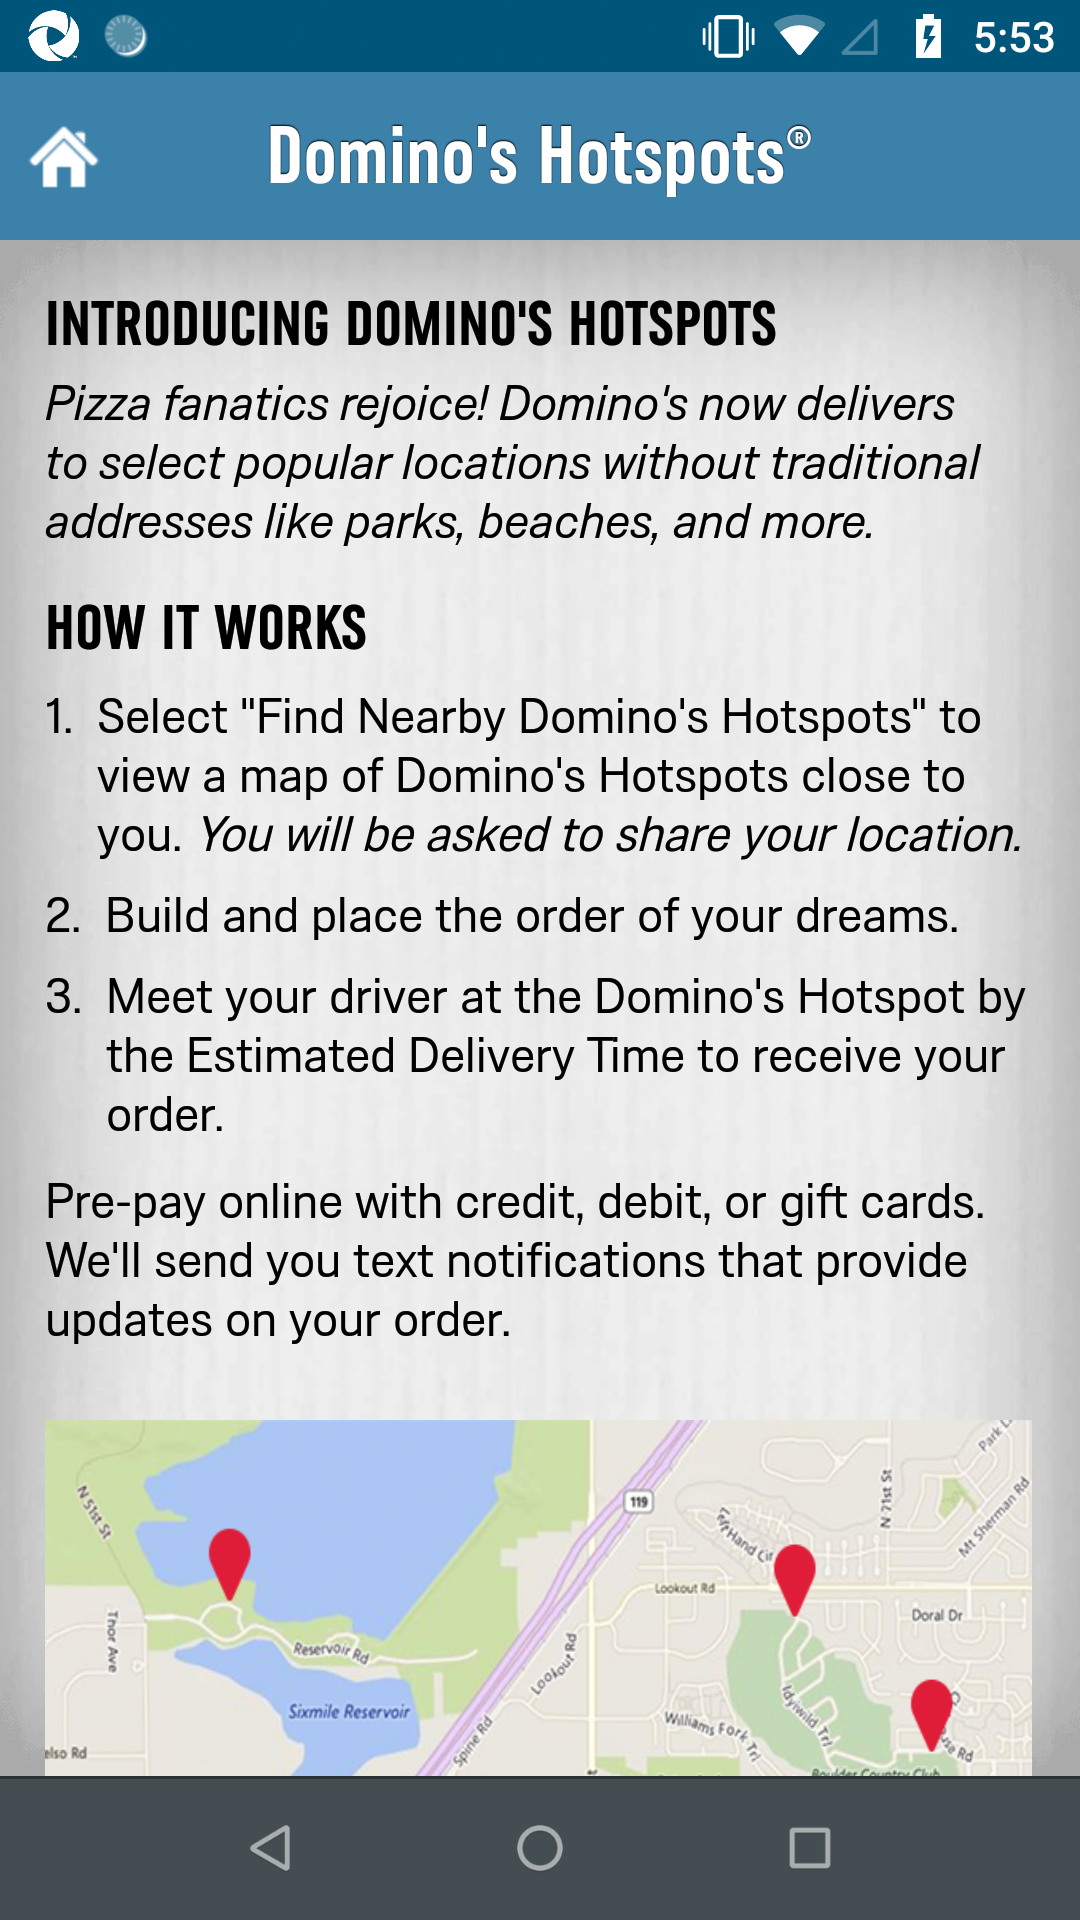 5:53
Domino's Hotspots®
INTRODUCING DOMINO'S HOTSPOTS
Pizza fanatics rejoice! Domino's now delivers
to select popular locations without traditional
addresses like parks, beaches, and more.
HOW IT WORKS
1. Select "Find Nearby Domino's Hotspots" to
view a map of Domino's Hotspots close to
you. You will be asked to share your location.
2. Build and place the order of your dreams.
3. Meet your driver at the Domino's Hotspot by
the Estimated Delivery Time to receive your
order.
Pre-pay online with credit, debit, or gift cards.
We'll send you text notifications that provide
updates on your order.
N 51st St
119
Left Hand Cir
N 71st St
Park
Mt Sherman Rd
Lookout Rd
Doral Dr
Thor Ave
Reservoir Rd
Lookout Rd
Sixmile Reservoir
Idylwild Trl
Williams Fork Trl
Spine Rd
elso Rd
Rd
Boulder Country Club